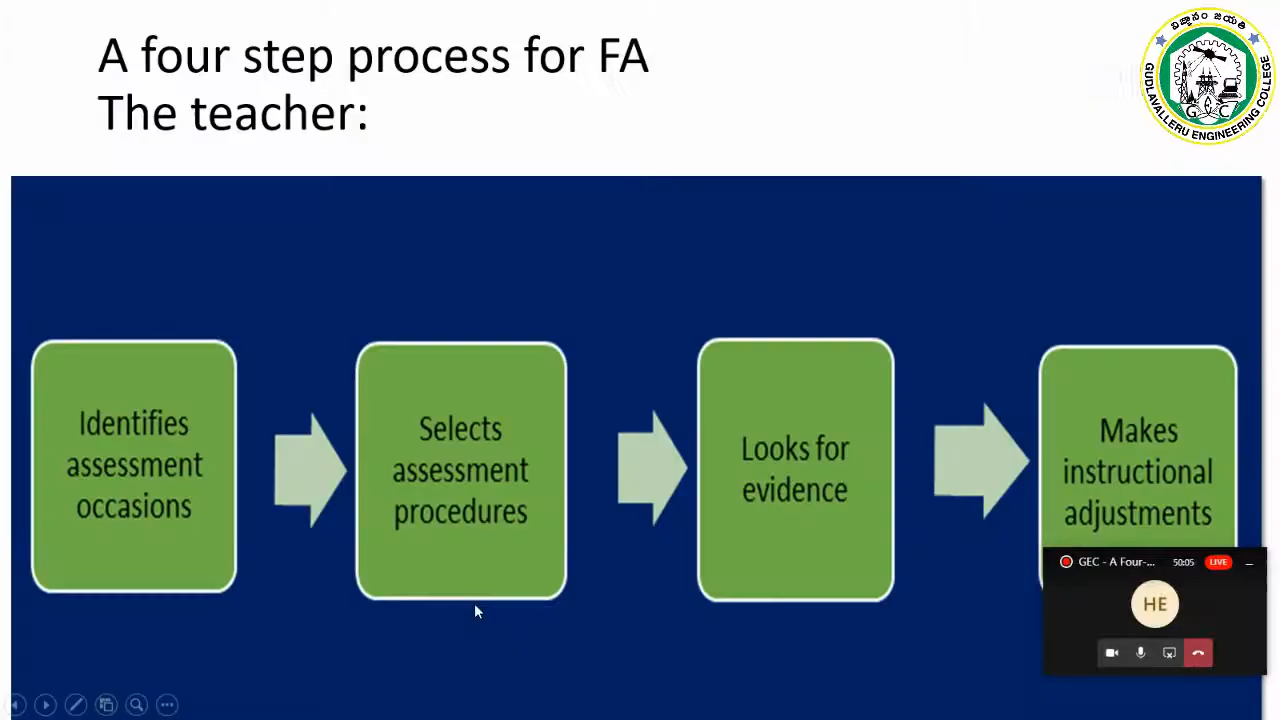 A four step process for FA
The teacher:
విజ్ఞానం జయతి
GUDLAVALLERU ENGINEERING COLLEGE
G C
Identifies
assessment
occasions
Selects
assessment
procedures
Looks for
evidence
Makes
instructional
adjustments
GEC - A Four-... 50:05 LIVE
HE